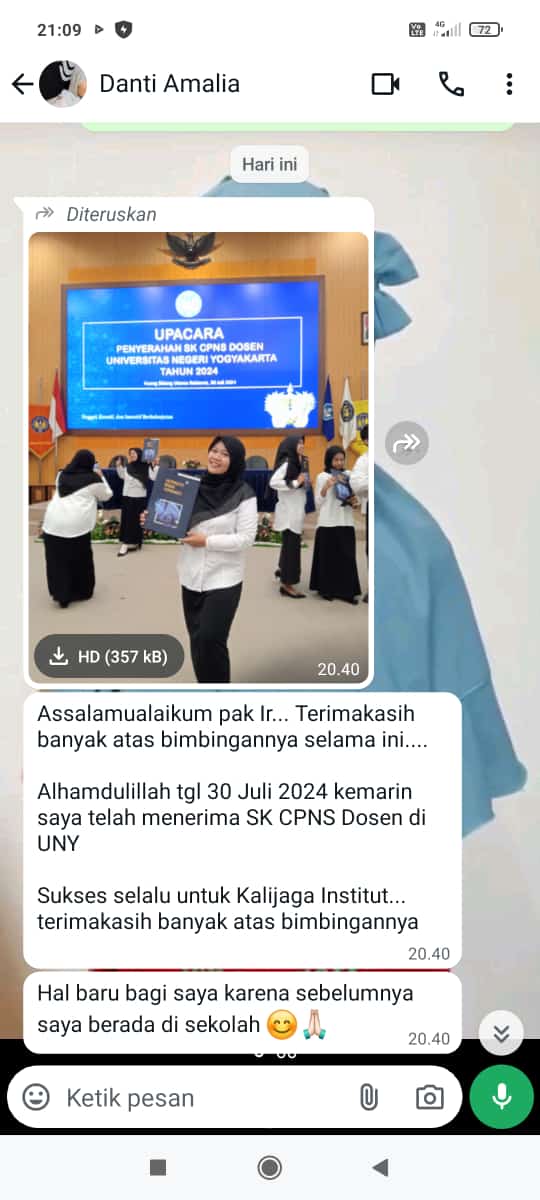 21:09
Vo LTE 4G 72
Danti Amalia
Hari ini
Diteruskan
UPACARA
PENYERAHAN SK CPNS DOSEN
UNIVERSITAS NEGERI YOGYAKARTA
TAHUN 2024
HD (357 kB)
20.40
Assalamualaikum pak Ir... Terimakasih
banyak atas bimbingannya selama ini....
Alhamdulillah tgl 30 Juli 2024 kemarin
saya telah menerima SK CPNS Dosen di
UNY
Sukses selalu untuk Kalijaga Institut...
terimakasih banyak atas bimbingannya
20.40
Hal baru bagi saya karena sebelumnya
saya berada di sekolah 😊🙏🏻
20.40
Ketik pesan